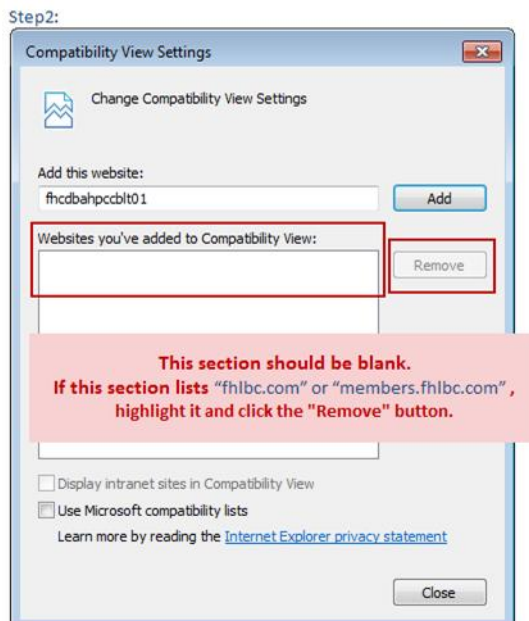 Step2:
Compatibility View Settings
Change Compatibility View Settings
Add this website:
fhcdbahpccblt01
Add
Websites you've added to Compatibility View:
Remove
This section should be blank.
If this section lists "fhlbc.com" or "members.fhlbc.com" ,
highlight it and click the "Remove" button.
Display intranet sites in Compatibility View
Use Microsoft compatibility lists
Learn more by reading the Internet Explorer privacy statement
Close